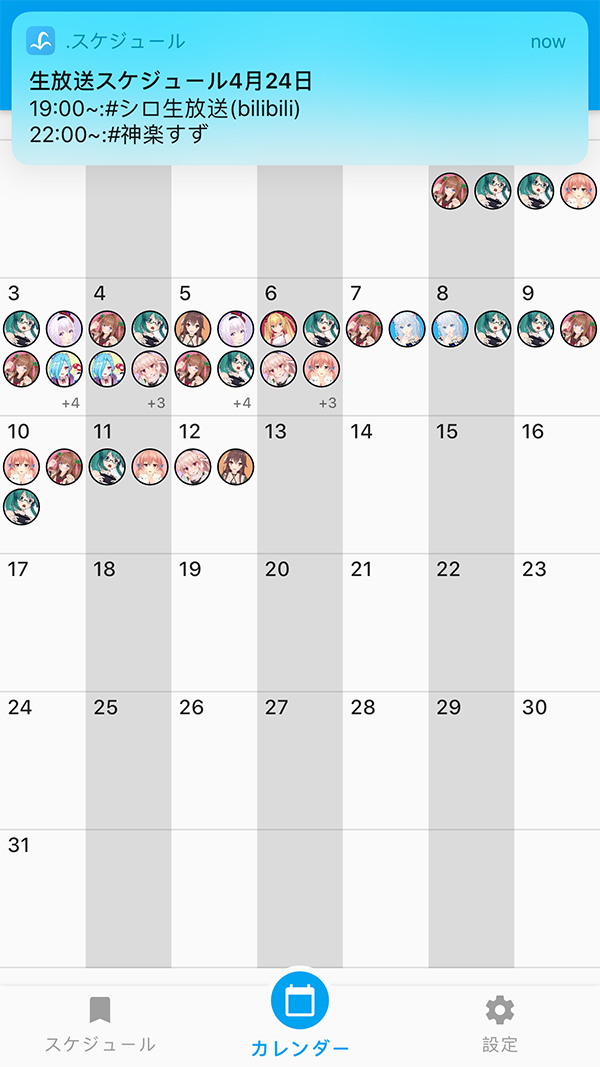 .スケジュール now
生放送スケジュール4月24日
19:00~:#シロ生放送(bilibili)
22:00~:#神楽すず
3 4 5 6 7 8 9
+4 +3 +4 +3
10 11 12 13 14 15 16
17 18 19 20 21 22 23
24 25 26 27 28 29 30
31
スケジュール カレンダー 設定